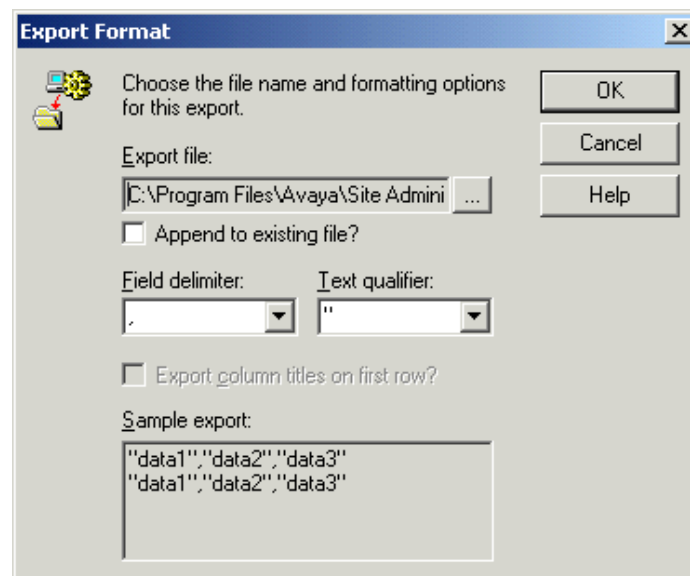 Export Format
Choose the file name and formatting options
for this export.
OK
Cancel
Help
Export file:
C:\Program Files\Avaya\Site Admini
...
Append to existing file?
Field delimiter:
Text qualifier:
,
"
Export column titles on first row?
Sample export:
"data1","data2","data3"
"data1","data2","data3"